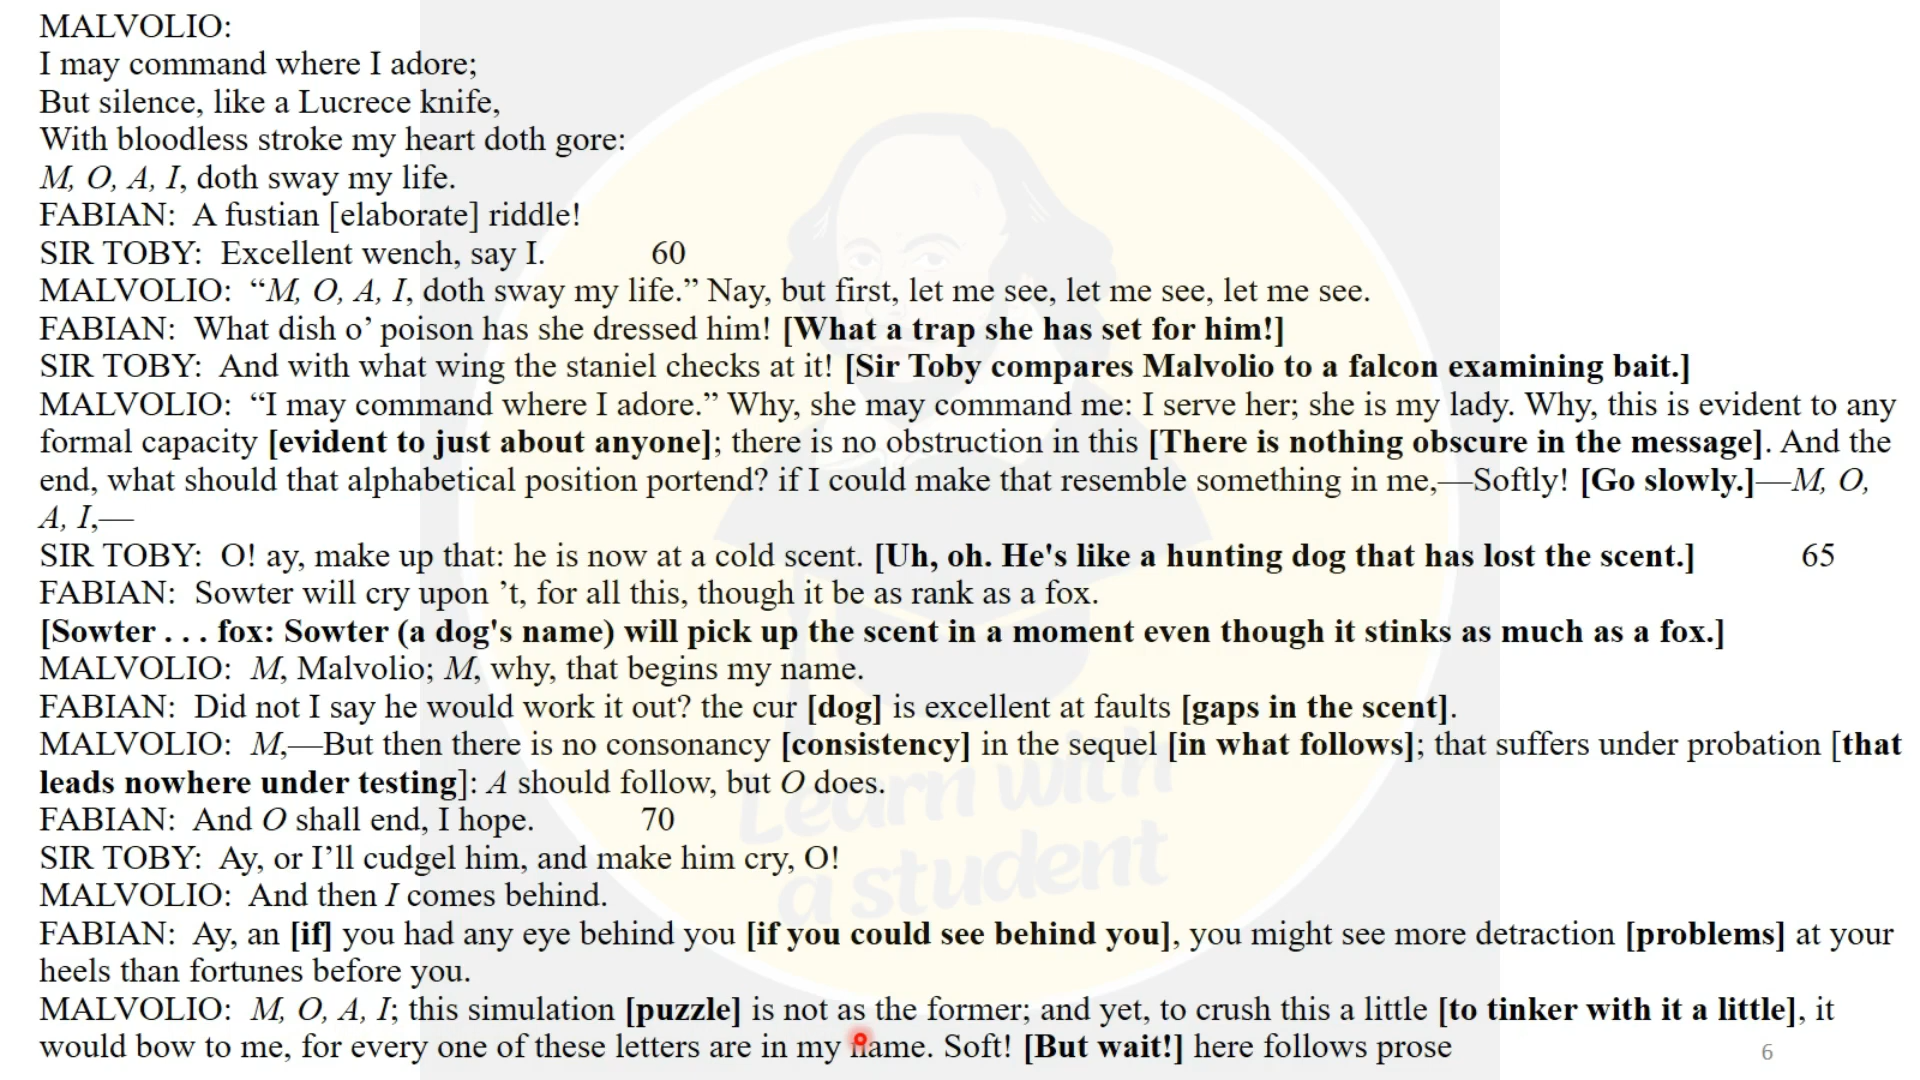 MALVOLIO:
I may command where I adore;
But silence, like a Lucrece knife,
With bloodless stroke my heart doth gore:
M, O, A, I, doth sway my life.
FABIAN:  A fustian [elaborate] riddle!
SIR TOBY:  Excellent wench, say I.          60
MALVOLIO:  “M, O, A, I, doth sway my life.” Nay, but first, let me see, let me see, let me see.
FABIAN:  What dish o’ poison has she dressed him! [What a trap she has set for him!]
SIR TOBY:  And with what wing the staniel checks at it! [Sir Toby compares Malvolio to a falcon examining bait.]
MALVOLIO:  “I may command where I adore.” Why, she may command me: I serve her; she is my lady. Why, this is evident to any
formal capacity [evident to just about anyone]; there is no obstruction in this [There is nothing obscure in the message]. And the
end, what should that alphabetical position portend? if I could make that resemble something in me,—Softly! [Go slowly.]—M, O,
A, I,—
SIR TOBY:  O! ay, make up that: he is now at a cold scent. [Uh, oh. He's like a hunting dog that has lost the scent.]          65
FABIAN:  Sowter will cry upon ’t, for all this, though it be as rank as a fox.
[Sowter . . . fox: Sowter (a dog's name) will pick up the scent in a moment even though it stinks as much as a fox.]
MALVOLIO:  M, Malvolio; M, why, that begins my name.
FABIAN:  Did not I say he would work it out? the cur [dog] is excellent at faults [gaps in the scent].
MALVOLIO:  M,—But then there is no consonancy [consistency] in the sequel [in what follows]; that suffers under probation [that
leads nowhere under testing]: A should follow, but O does.
FABIAN:  And O shall end, I hope.          70
SIR TOBY:  Ay, or I’ll cudgel him, and make him cry, O!
MALVOLIO:  And then I comes behind.
FABIAN:  Ay, an [if] you had any eye behind you [if you could see behind you], you might see more detraction [problems] at your
heels than fortunes before you.
MALVOLIO:  M, O, A, I; this simulation [puzzle] is not as the former; and yet, to crush this a little [to tinker with it a little], it
would bow to me, for every one of these letters are in my name. Soft! [But wait!] here follows prose
6
Learn with
a student